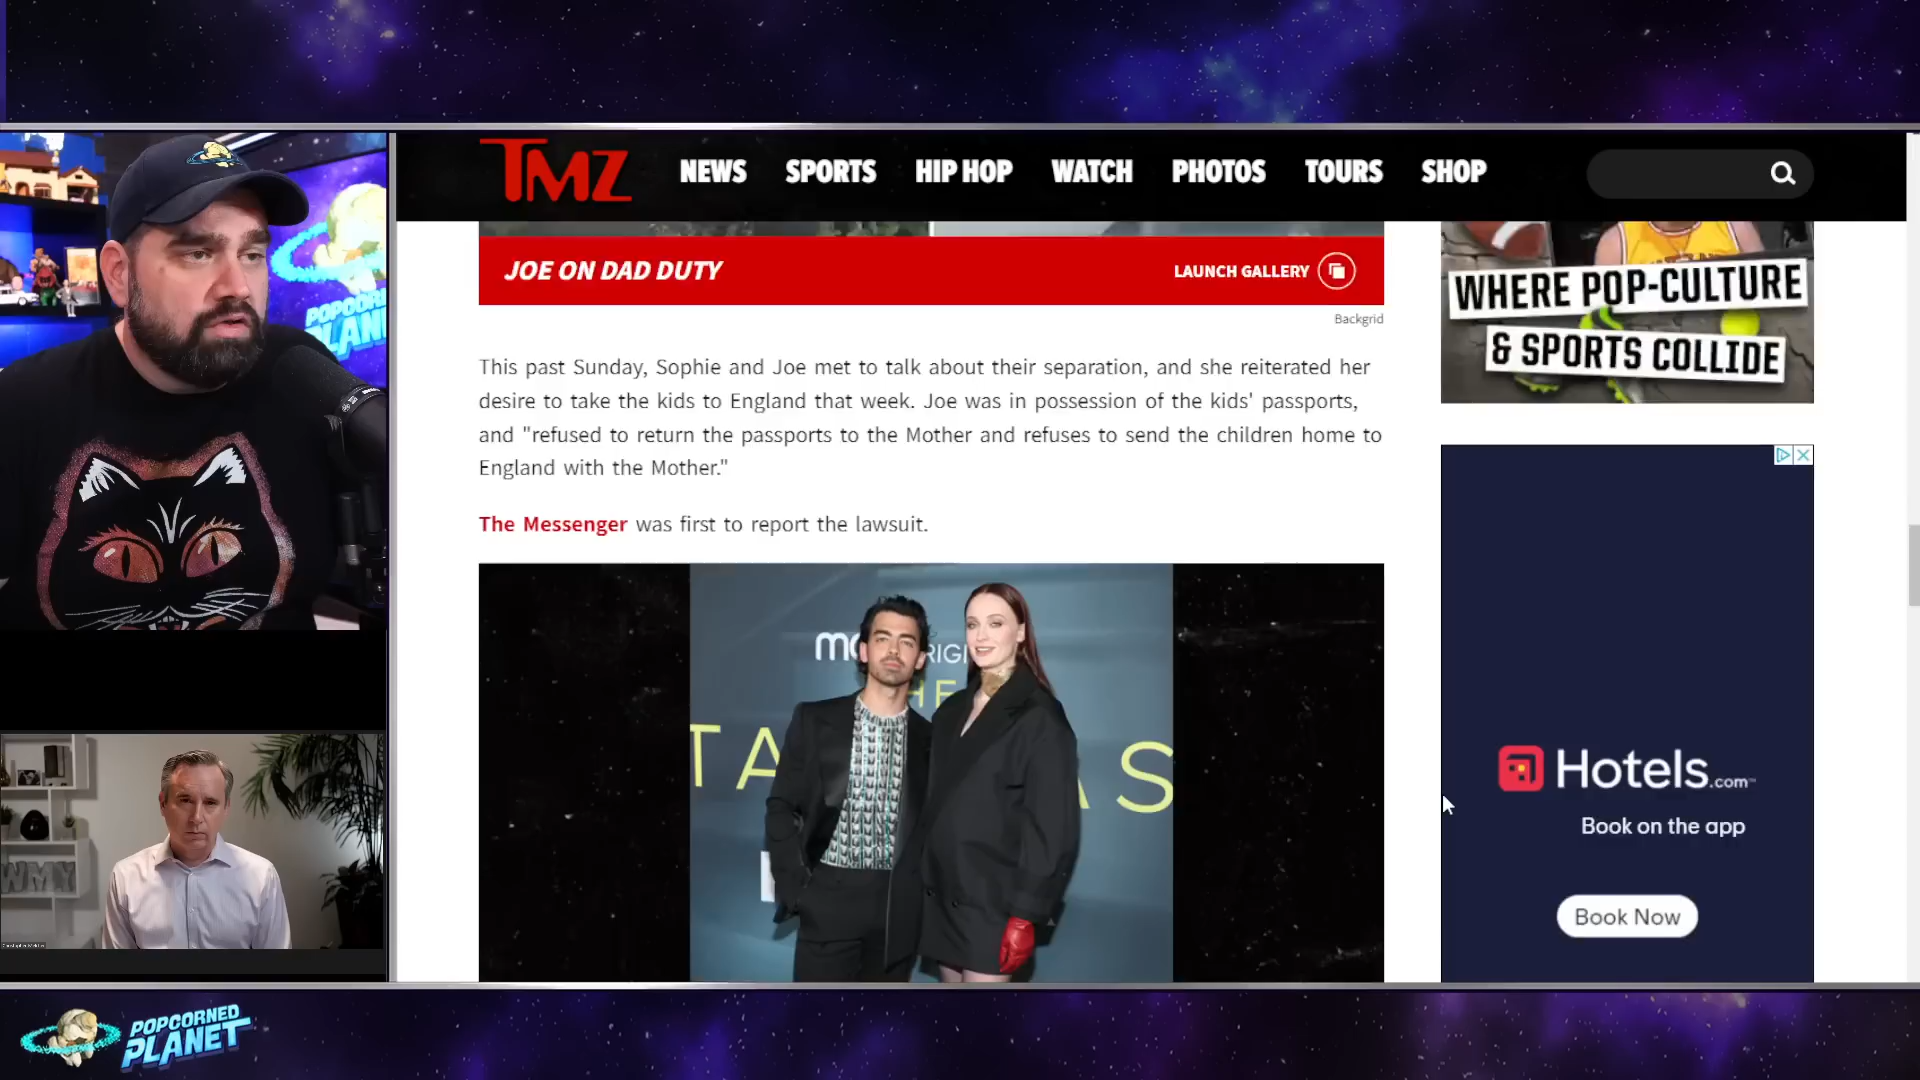 TMZ
NEWS SPORTS HIP HOP WATCH PHOTOS TOURS SHOP
JOE ON DAD DUTY
LAUNCH GALLERY
Backgrid
This past Sunday, Sophie and Joe met to talk about their separation, and she reiterated her
desire to take the kids to England that week. Joe was in possession of the kids' passports,
and "refused to return the passports to the Mother and refuses to send the children home to
England with the Mother."
The Messenger was first to report the lawsuit.
WHERE POP-CULTURE
& SPORTS COLLIDE
Hotels.com
Book on the app
Book Now
POPCORNED
PLANET